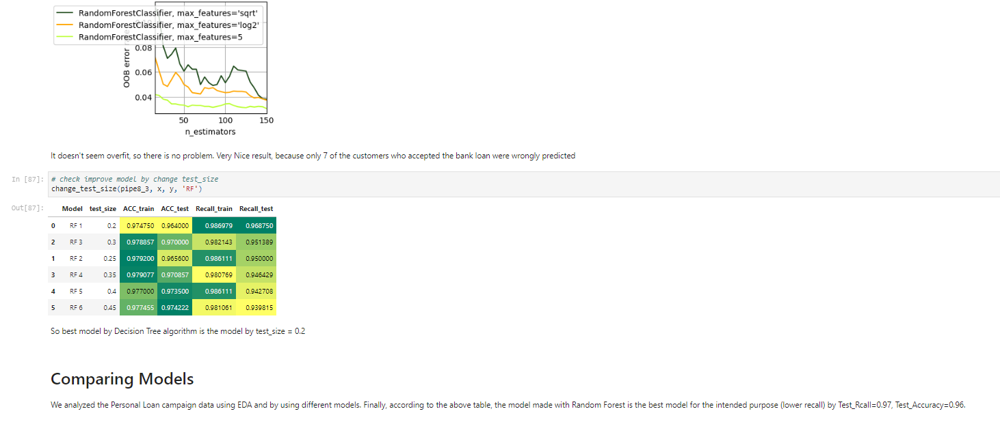 RandomForestClassifier, max_features='sqrt'
RandomForestClassifier, max_features='log2'
RandomForestClassifier, max_features=5
OOB error
0.08
0.06
0.04
50 100 150
n_estimators
It doesn't seem overfit, so there is no problem. Very Nice result, because only 7 of the customers who accepted the bank loan were wrongly predicted
In [87]: # check improve model by change test_size
change_test_size(pipe8_3, x, y, 'RF')
Out[87]:
Model test_size ACC_train ACC_test Recall_train Recall_test
0 RF 1 0.2 0.974750 0.964000 0.986979 0.968750
2 RF 3 0.3 0.978857 0.970000 0.982143 0.951389
1 RF 2 0.25 0.979200 0.965600 0.986111 0.950000
3 RF 4 0.35 0.979077 0.970857 0.980769 0.946429
4 RF 5 0.4 0.977000 0.973500 0.986111 0.942708
5 RF 6 0.45 0.977455 0.974222 0.981061 0.939815
So best model by Decision Tree algorithm is the model by test_size = 0.2
Comparing Models
We analyzed the Personal Loan campaign data using EDA and by using different models. Finally, according to the above table, the model made with Random Forest is the best model for the intended purpose (lower recall) by Test_Rcall=0.97, Test_Accuracy=0.96.